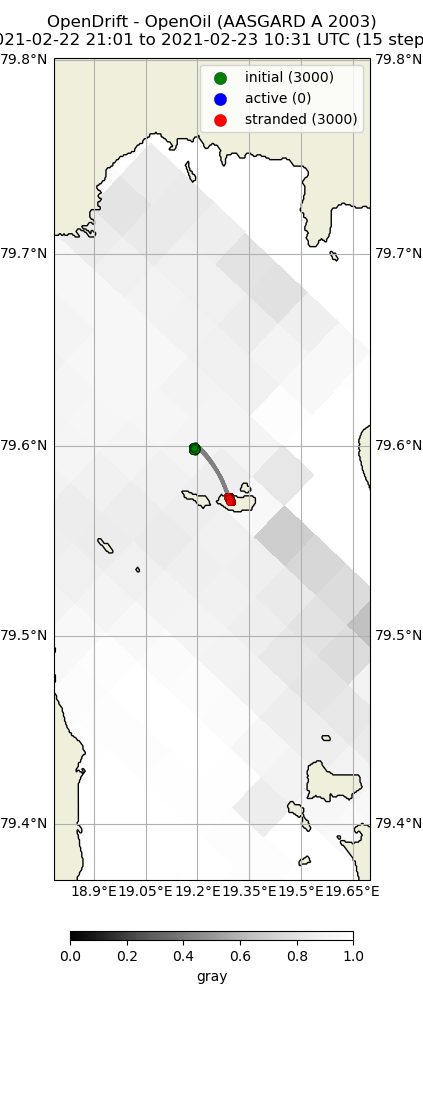 OpenDrift - OpenOil (AASGARD A 2003)
021-02-22 21:01 to 2021-02-23 10:31 UTC (15 step
79.8°N 79.8°N
initial (3000)
active (0)
stranded (3000)
79.7°N 79.7°N
79.6°N 79.6°N
79.5°N 79.5°N
79.4°N 79.4°N
18.9°E 19.05°E 19.2°E 19.35°E 19.5°E 19.65°E
0.0 0.2 0.4 0.6 0.8 1.0
gray